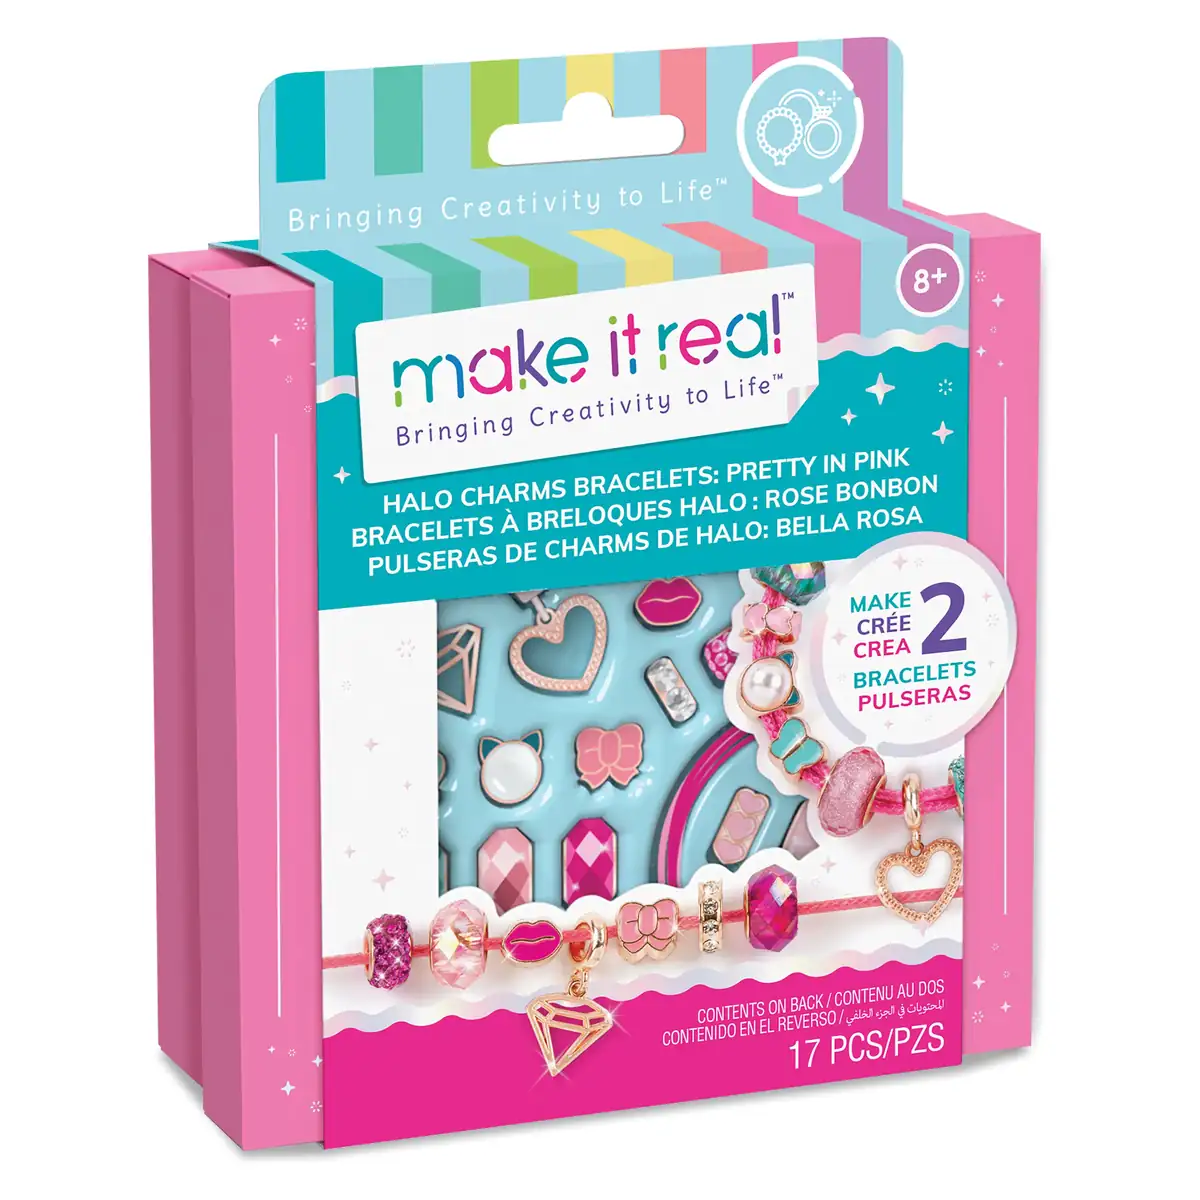 Bringing Creativity to Life™
8+
make it real™
Bringing Creativity to Life™
HALO CHARMS BRACELETS: PRETTY IN PINK
BRACELETS À BRELOQUES HALO : ROSE BONBON
PULSERAS DE CHARMS DE HALO: BELLA ROSA
MAKE
CRÉE
CREA
2
BRACELETS
PULSERAS
CONTENTS ON BACK / CONTENU AU DOS
CONTENIDO EN EL REVERSO / المحتويات في الجزء الخلفي
17 PCS/PZS